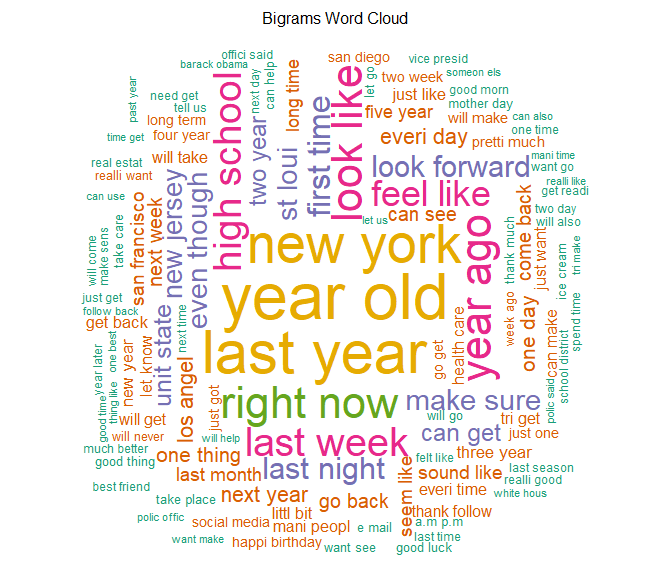 Bigrams Word Cloud
offici said
san diego
vice presid
barack obama
next day
can help
long time
let go
two week
someon els
past year
need get
tell us
long term
four year
time get
high school
two year
st loui
first time
look like
just like
good morn
mother day
five year
will make
can also
one time
everi day
pretti much
real estat
realli want
will take
look forward
mani time
want go
realli like
get readi
can use
san francisco
next week
new jersey
even though
feel like
can see
let us
two day
will also
will come
make sens
take care
new york
year ago
thank much
come back
just want
ice cream
tri make
just get
follow back
get back
unit state
next time
year old
week ago
one day
can make
spend time
last year
go get
health care
school district
polic said
year later
one best
thing like
good time
new year
let know
los angel
just got
right now
make sure
will go
tri get
just one
will get
will never
will help
last week
can get
much better
good thing
one thing
last night
felt like
three year
last month
seem like
sound like
last season
realli good
best friend
take place
next year
go back
everi time
white hous
polic offic
social media
littl bit
mani peopl
e mail
thank follow
a.m p.m
last time
want make
happi birthday
want see
good luck